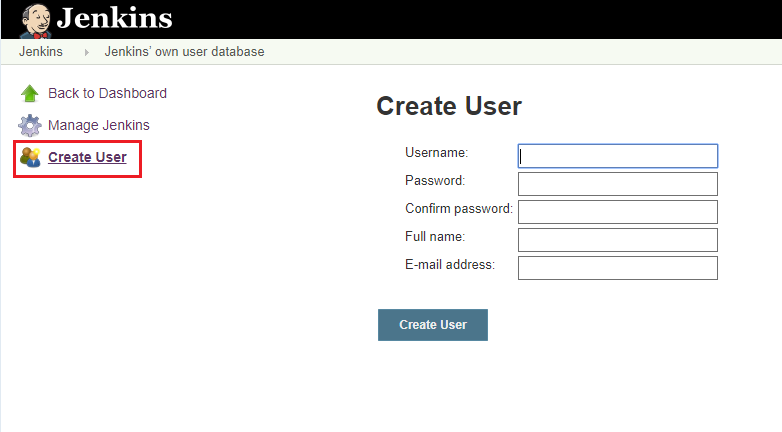 Jenkins
Jenkins Jenkins' own user database
Back to Dashboard
Manage Jenkins
Create User
Create User
Username:
Password:
Confirm password:
Full name:
E-mail address:
Create User